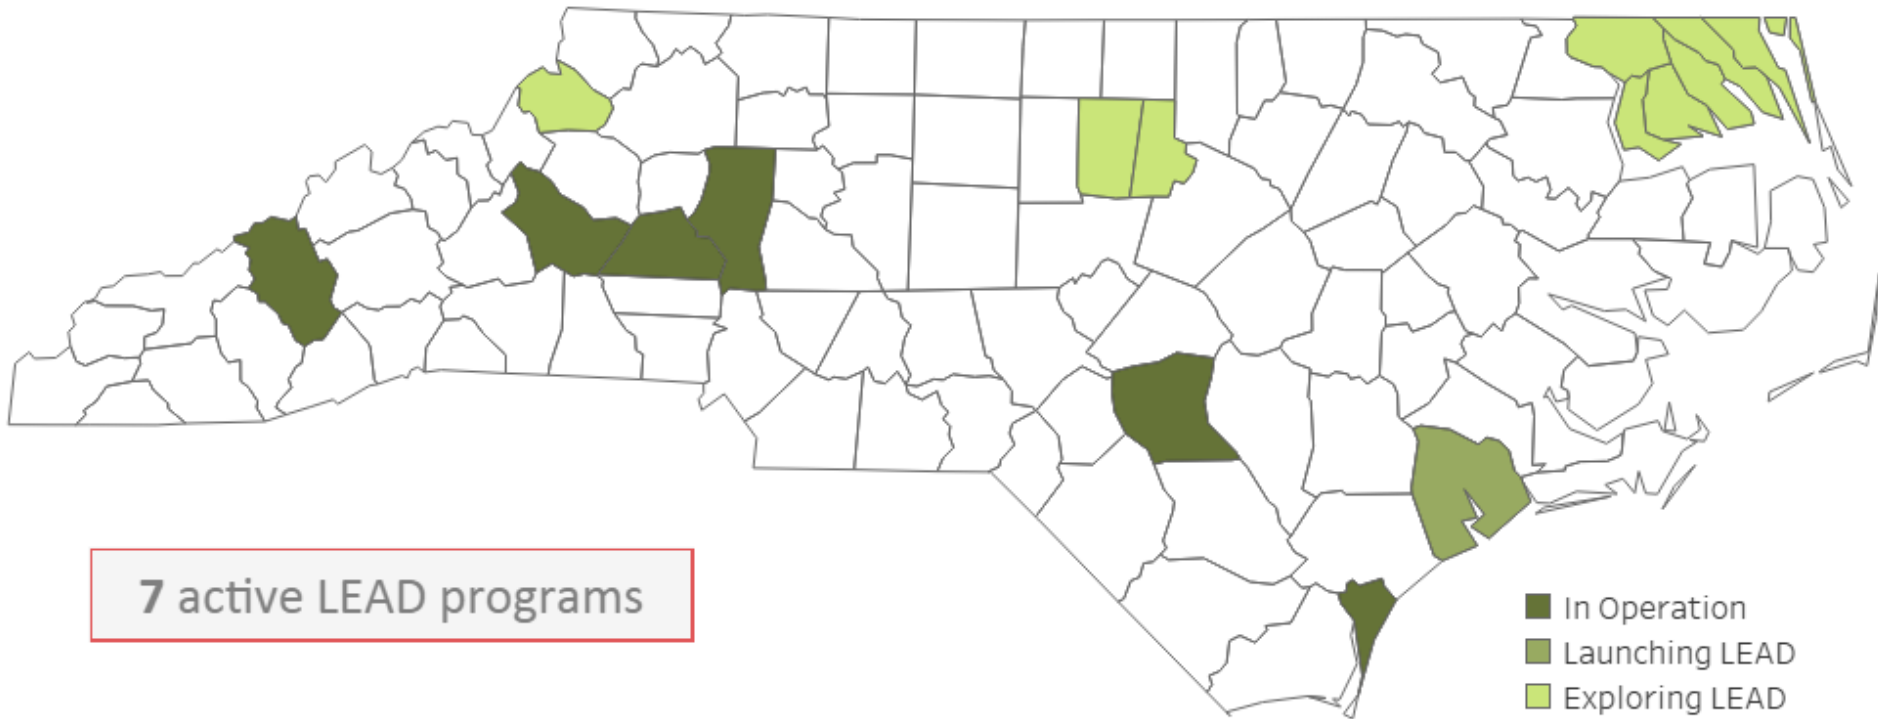 7 active LEAD programs
In Operation
Launching LEAD
Exploring LEAD